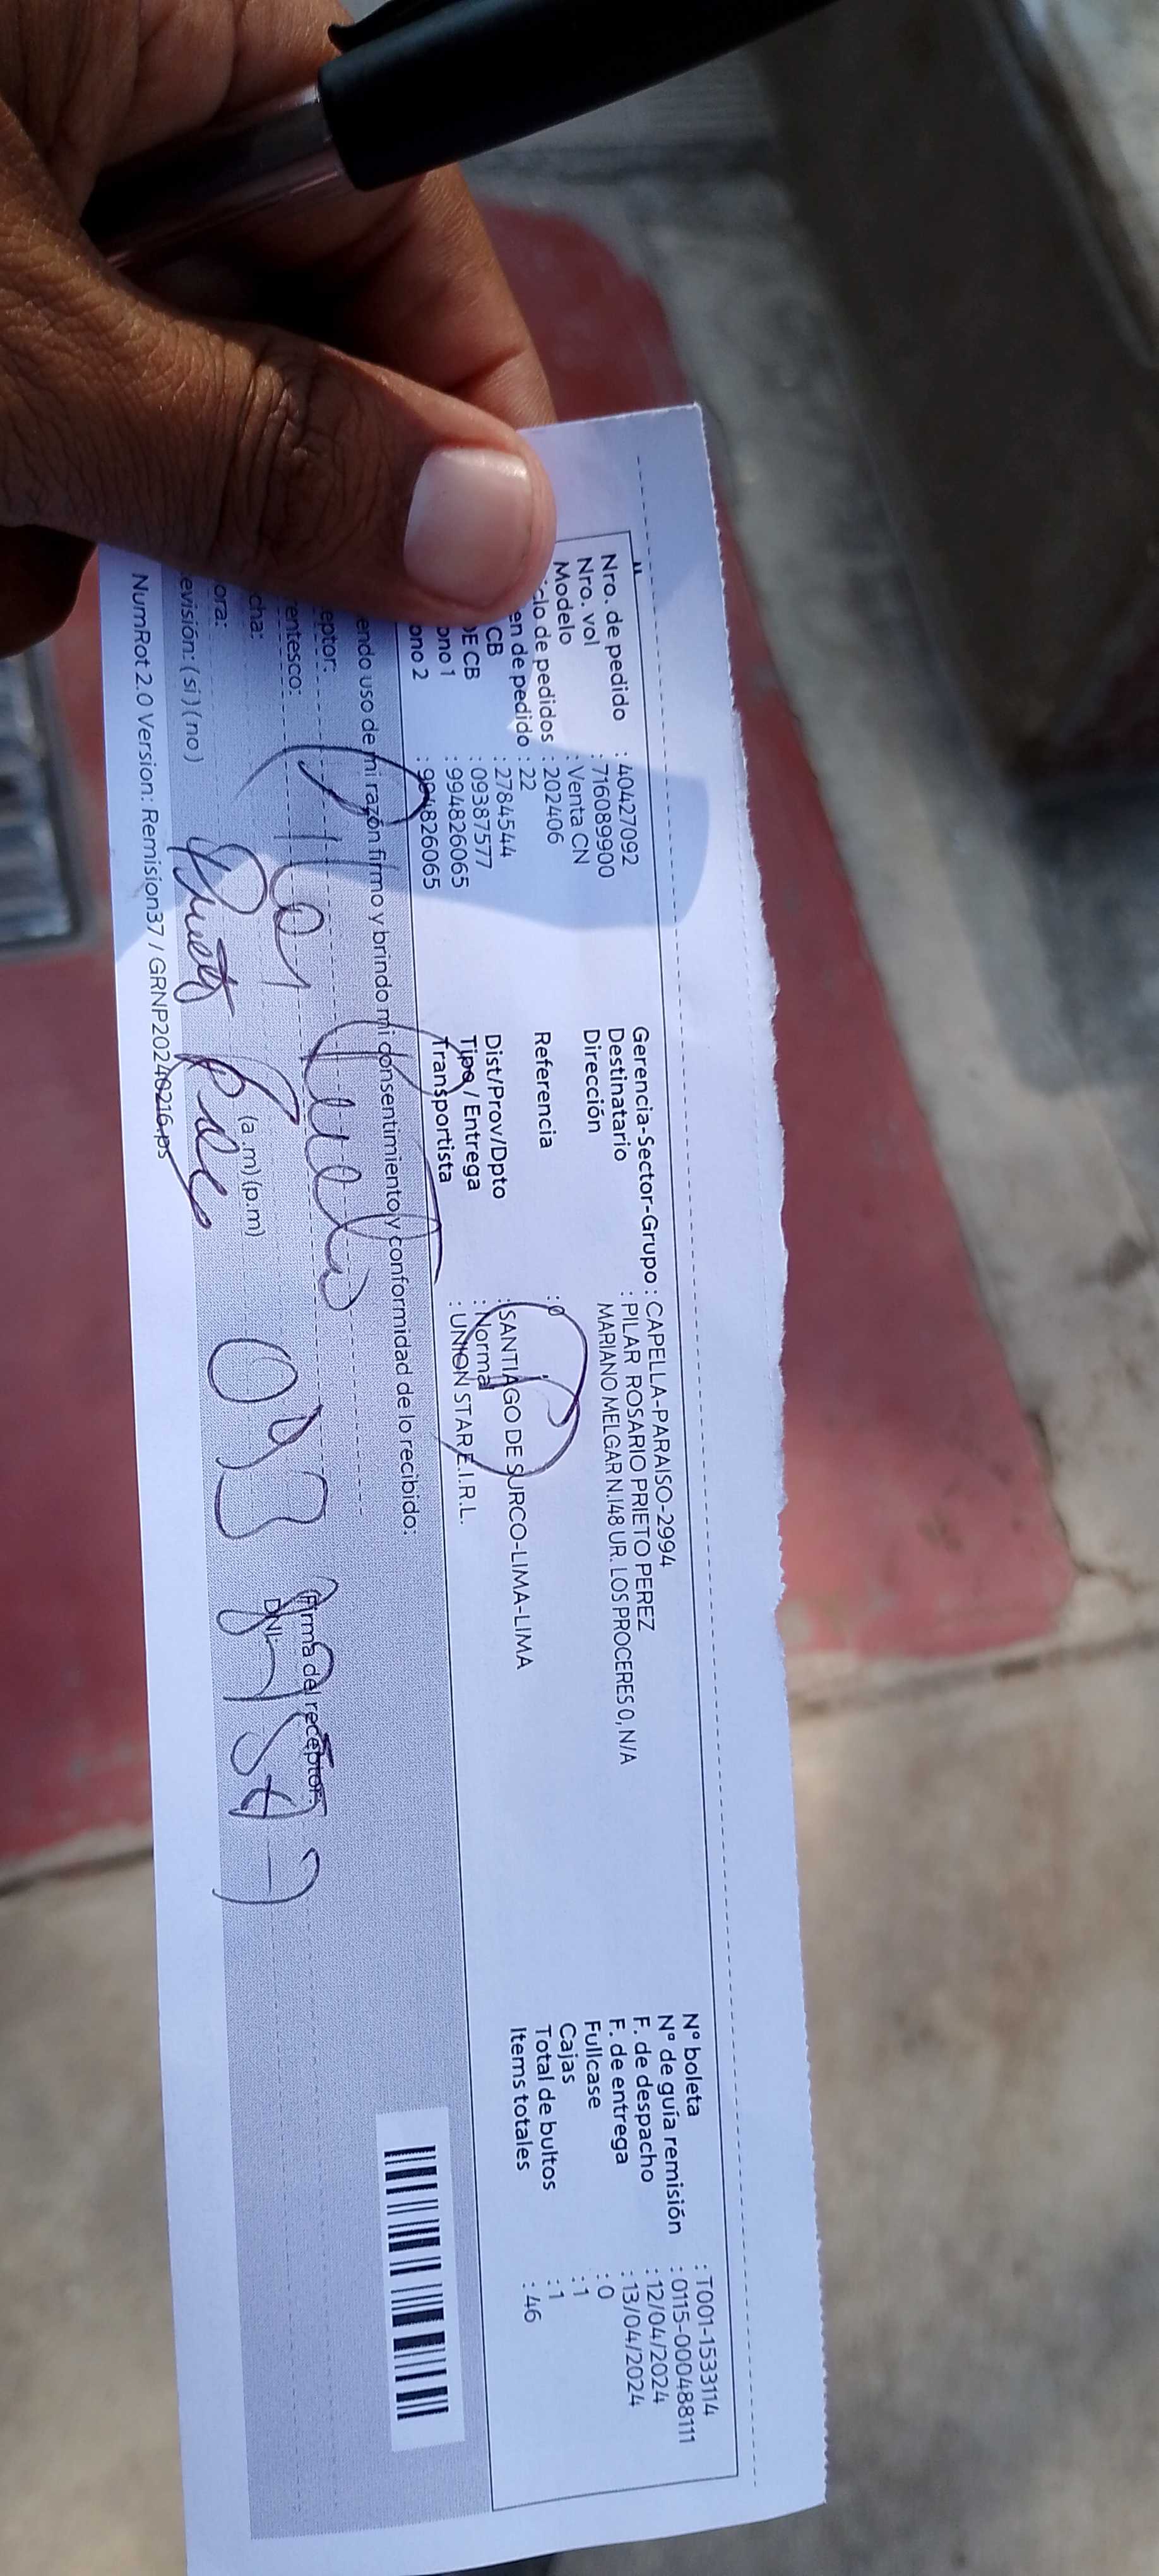 Nro. de pedido : 40427092
Nro. vol : 716089900
Modelo : Venta CN
clo de pedidos : 202406
en de pedido : 22
CB : 2784544
DE CB : 09387577
ono 1 : 994826065
ono 2 : 994826065
Gerencia-Sector-Grupo : CAPELLA-PARAISO-2994
Destinatario : PILAR ROSARIO PRIETO PEREZ
Dirección MARIANO MELGAR N.148 UR. LOS PROCERES 0, N/A
Referencia : 0
Dist/Prov/Dpto : SANTIAGO DE SURCO-LIMA-LIMA
Tipo / Entrega : Normal
Transportista : UNION STAR E.I.R.L.
N° boleta : T001-1533114
N° de guía remisión : 0115-000488111
F. de despacho : 12/04/2024
F. de entrega : 13/04/2024
Fullcase : 0
Cajas : 1
Total de bultos : 1
Items totales : 46
endo uso de mi razón firmo y brindo mi consentimiento y conformidad de lo recibido:
eptor:
entesco:
cha:
ora: (a.m) (p.m)
evisión: ( si ) ( no )
Firma del receptor:
DNI
NumRot 2.0 Version: Remision37 / GRNP20240216.ps